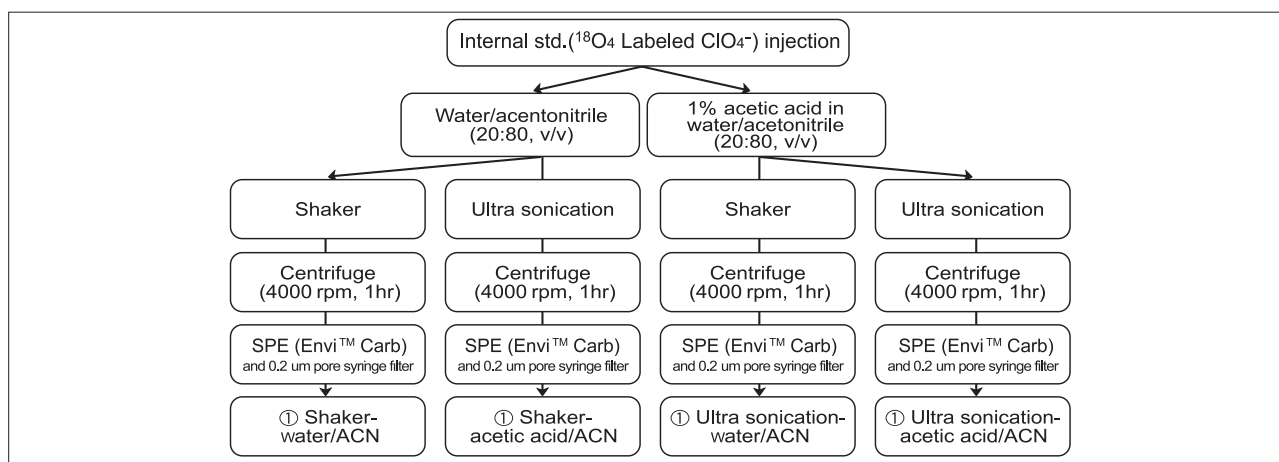 Internal std.(¹⁸O₄ Labeled ClO₄⁻) injection
Water/acentonitrile
(20:80, v/v)
1% acetic acid in
water/acetonitrile
(20:80, v/v)
Shaker
Ultra sonication
Shaker
Ultra sonication
Centrifuge
(4000 rpm, 1hr)
Centrifuge
(4000 rpm, 1hr)
Centrifuge
(4000 rpm, 1hr)
Centrifuge
(4000 rpm, 1hr)
SPE (Envi™ Carb)
and 0.2 um pore syringe filter
SPE (Envi™ Carb)
and 0.2 um pore syringe filter
SPE (Envi™ Carb)
and 0.2 um pore syringe filter
SPE (Envi™ Carb)
and 0.2 um pore syringe filter
① Shaker-
water/ACN
① Shaker-
acetic acid/ACN
① Ultra sonication-
water/ACN
① Ultra sonication-
acetic acid/ACN